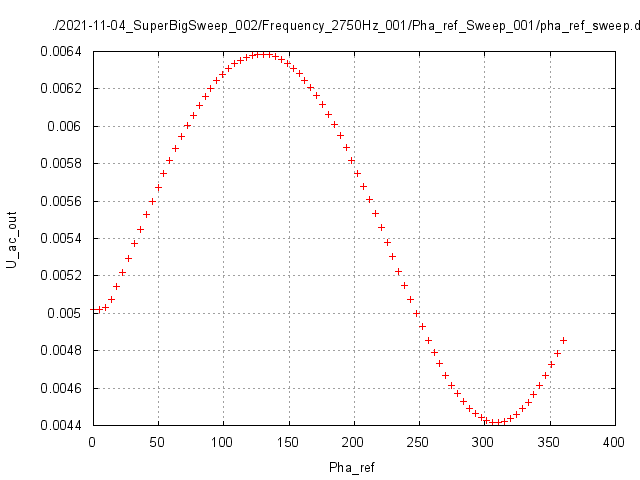 ./2021-11-04_SuperBigSweep_002/Frequency_2750Hz_001/Pha_ref_Sweep_001/pha_ref_sweep.d
0.0064
0.0062
0.006
0.0058
0.0056
0.0054
0.0052
0.005
0.0048
0.0046
0.0044
U_ac_out
0 50 100 150 200 250 300 350 400
Pha_ref